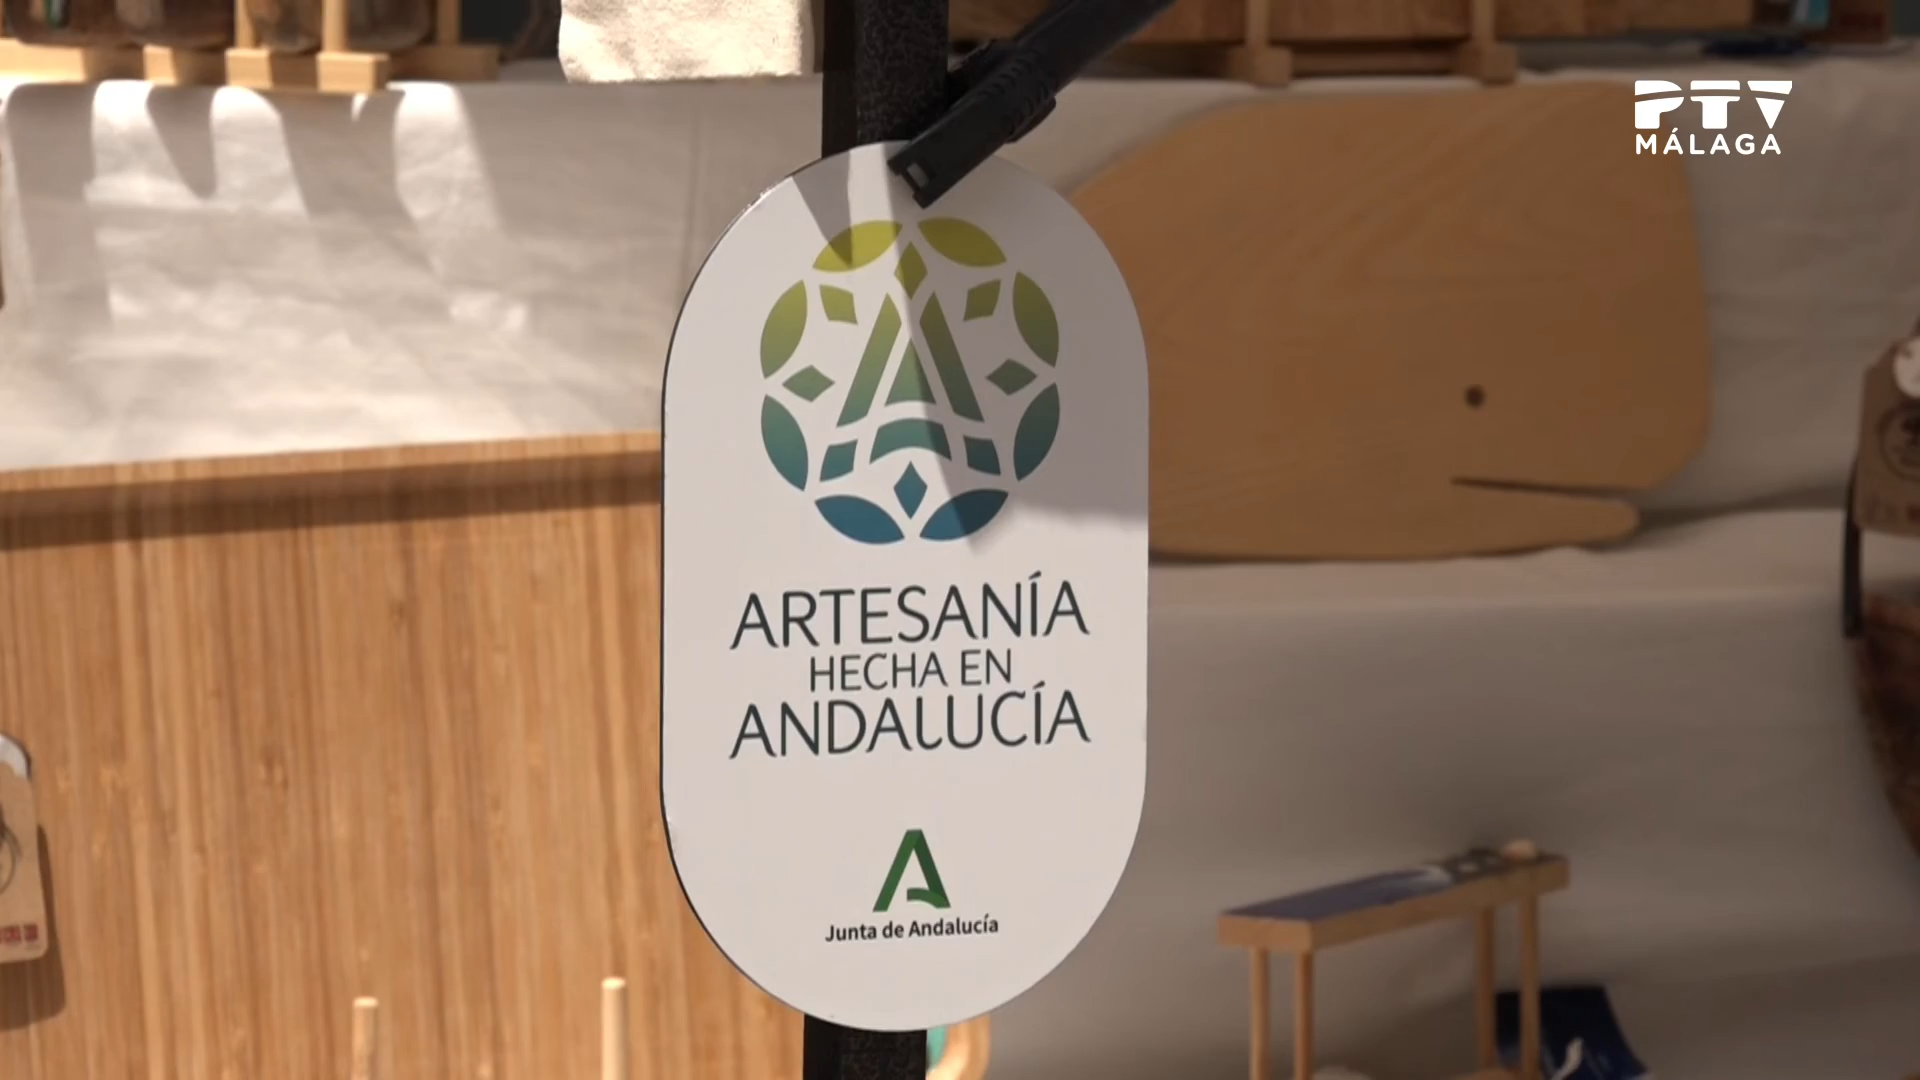 PTV
MÁLAGA
ARTESANÍA
HECHA EN
ANDALUCÍA
Junta de Andalucía